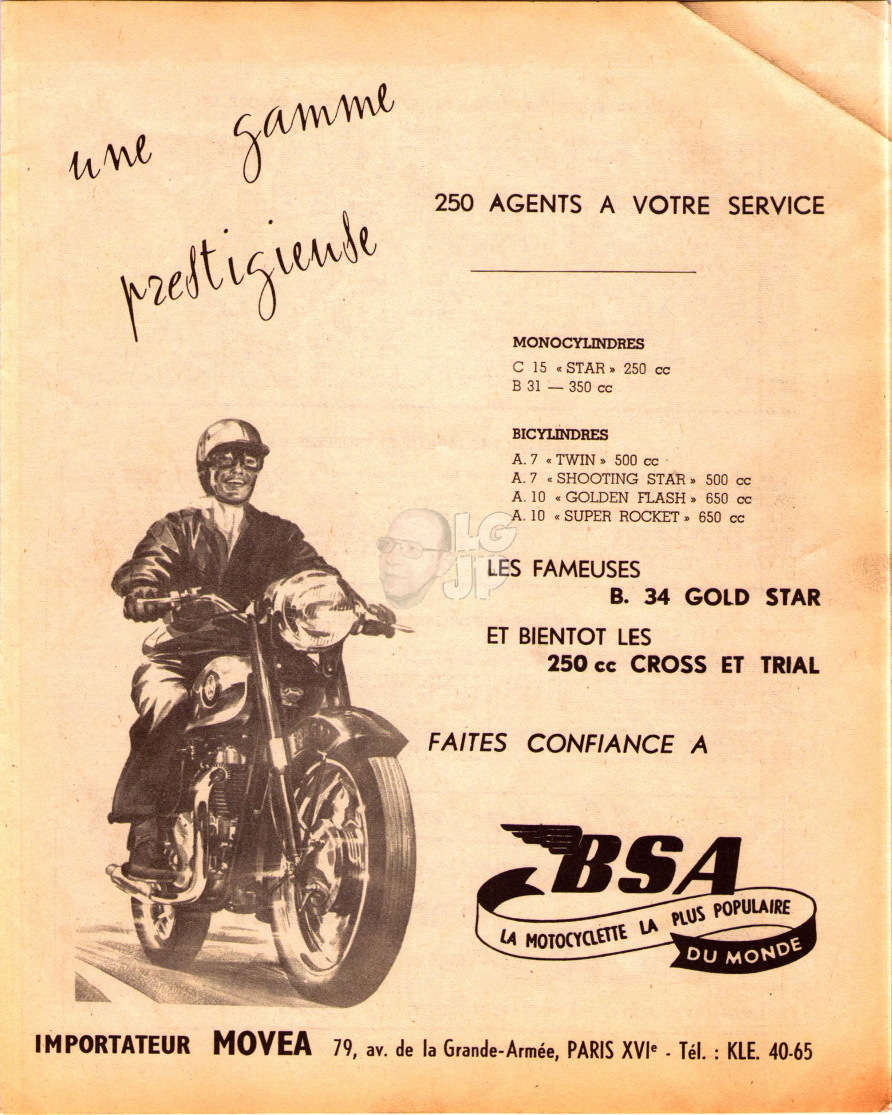 une gamme
prestigieuse
250 AGENTS A VOTRE SERVICE
MONOCYLINDRES
C 15 « STAR » 250 cc
B 31 — 350 cc
BICYLINDRES
A. 7 « TWIN » 500 cc
A. 7 « SHOOTING STAR » 500 cc
A. 10 « GOLDEN FLASH » 650 cc
A. 10 « SUPER ROCKET » 650 cc
LG
JP
LES FAMEUSES
B. 34 GOLD STAR
ET BIENTOT LES
250 cc CROSS ET TRIAL
FAITES CONFIANCE A
BSA
LA MOTOCYCLETTE LA PLUS POPULAIRE
DU MONDE
IMPORTATEUR MOVEA 79, av. de la Grande-Armée, PARIS XVIe - Tél. : KLE. 40-65